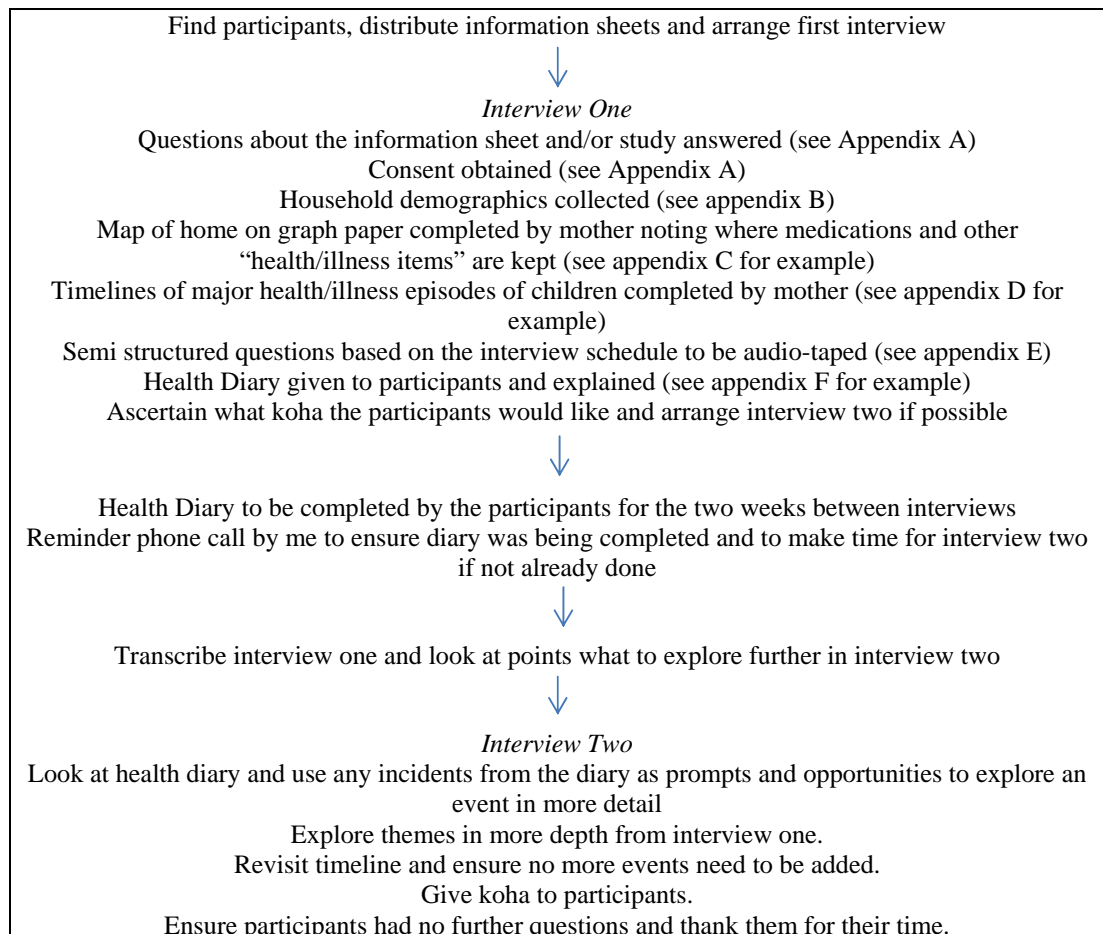 Find participants, distribute information sheets and arrange first interview
Interview One
Questions about the information sheet and/or study answered (see Appendix A)
Consent obtained (see Appendix A)
Household demographics collected (see appendix B)
Map of home on graph paper completed by mother noting where medications and other
“health/illness items” are kept (see appendix C for example)
Timelines of major health/illness episodes of children completed by mother (see appendix D for
example)
Semi structured questions based on the interview schedule to be audio-taped (see appendix E)
Health Diary given to participants and explained (see appendix F for example)
Ascertain what koha the participants would like and arrange interview two if possible
Health Diary to be completed by the participants for the two weeks between interviews
Reminder phone call by me to ensure diary was being completed and to make time for interview two
if not already done
Transcribe interview one and look at points what to explore further in interview two
Interview Two
Look at health diary and use any incidents from the diary as prompts and opportunities to explore an
event in more detail
Explore themes in more depth from interview one.
Revisit timeline and ensure no more events need to be added.
Give koha to participants.
Ensure participants had no further questions and thank them for their time.